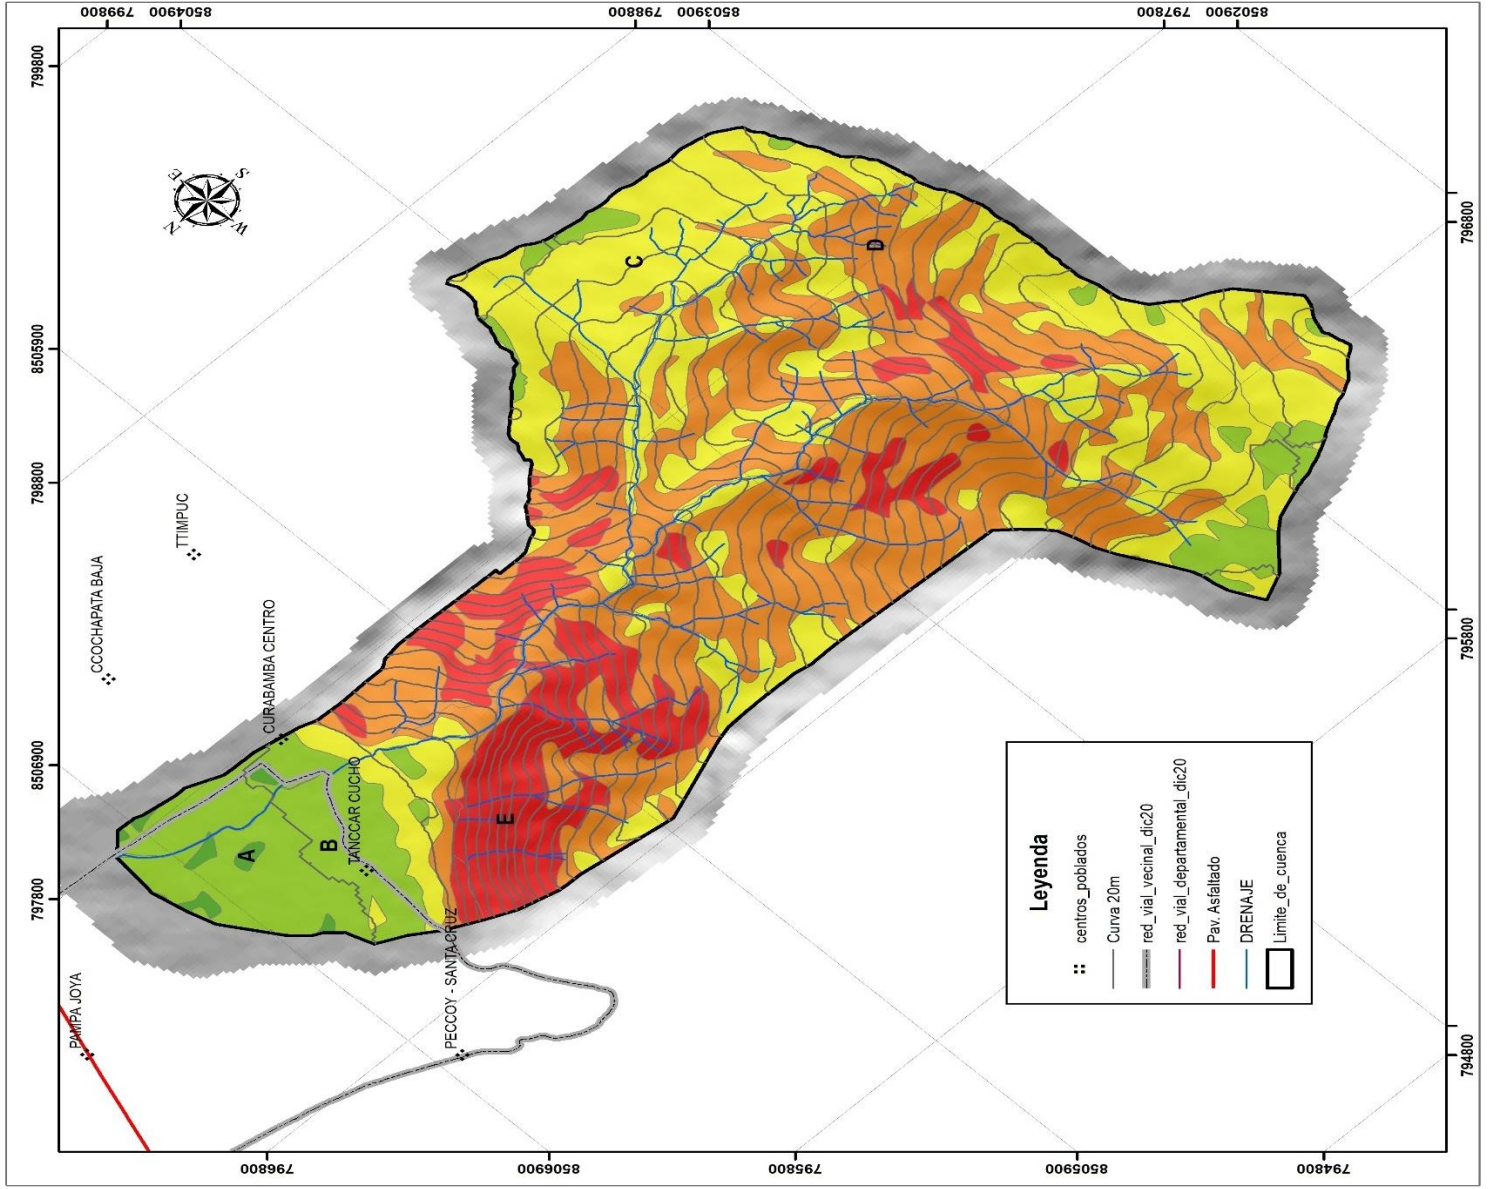 799800
8504900
798800
8503900
797800
8502900
799800
8505900
798800
8506900
797800
796800
795800
794800
796800
8506900
795800
8505900
794800
N
E
S
W
CCOCHAPATA BAJA
TTIMPUC
CURABAMBA CENTRO
TANCCAR CUCHO
PAMPA JOYA
PECCOY - SANTA CRUZ
A
B
C
D
E
Leyenda
centros_poblados
Curva 20m
red_vial_vecinal_dic20
red_vial_departamental_dic20
Pav. Asfaltado
DRENAJE
Limite_de_cuenca